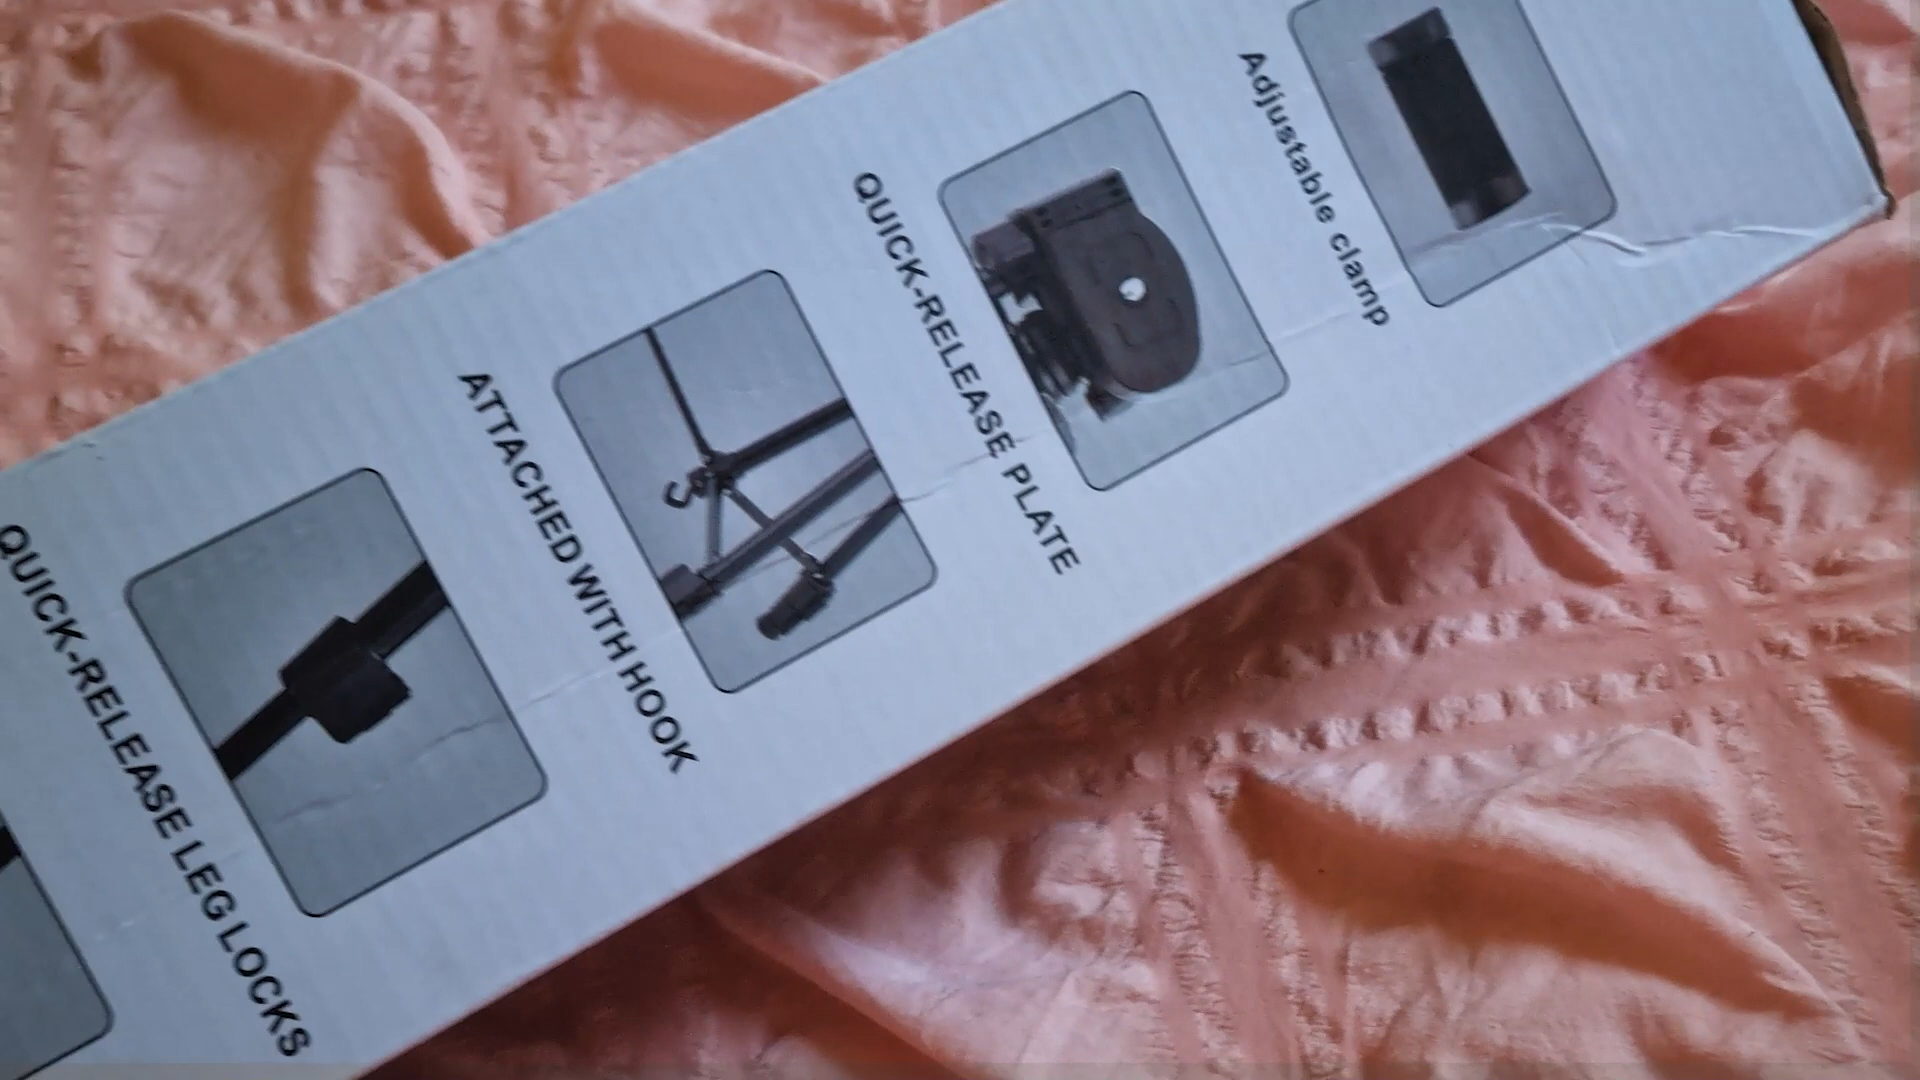 Adjustable clamp
QUICK-RELEASE PLATE
ATTACHED WITH HOOK
QUICK-RELEASE LEG LOCKS